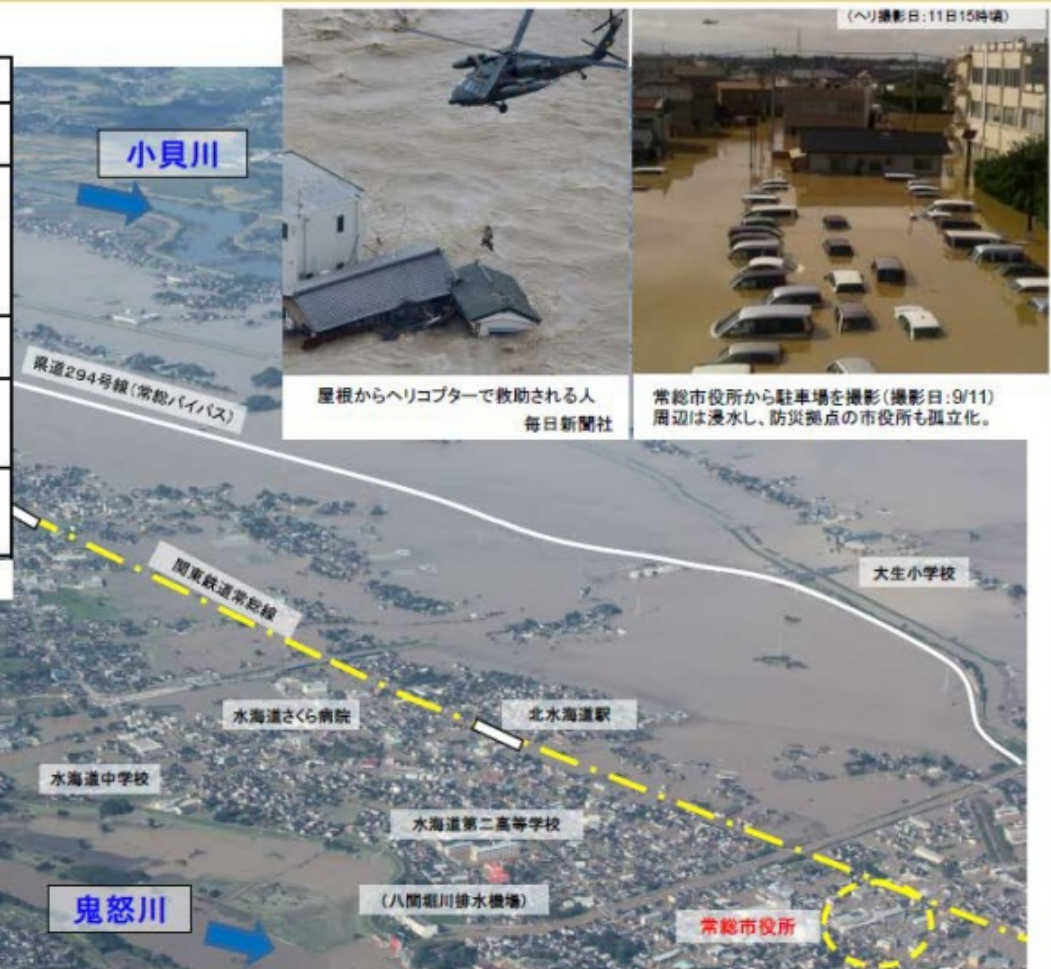 (ヘリ撮影日:11日15時頃)
小貝川
県道294号線(常総バイパス)
屋根からヘリコプターで救助される人
毎日新聞社
常総市役所から駐車場を撮影(撮影日:9/11)
周辺は浸水し、防災拠点の市役所も孤立化。
関東鉄道常総線
大生小学校
水海道さくら病院
北水海道駅
水海道中学校
水海道第二高等学校
鬼怒川
(八間堀川排水機場)
常総市役所